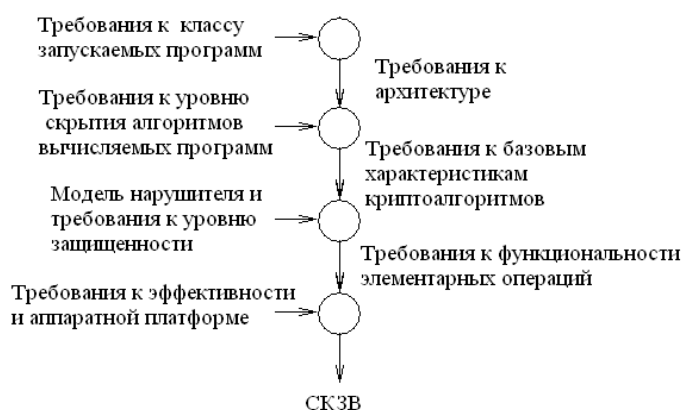 Требования к классу
запускаемых программ
Требования к
архитектуре
Требования к уровню
скрытия алгоритмов
вычисляемых программ
Требования к базовым
характеристикам
криптоалгоритмов
Модель нарушителя и
требования к уровню
защищенности
Требования к функциональности
элементарных операций
Требования к эффективности
и аппаратной платформе
СКЗВ